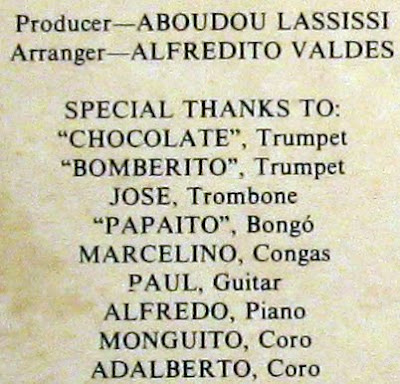 Producer—ABOUDOU LASSISSI
Arranger—ALFREDITO VALDES
SPECIAL THANKS TO:
“CHOCOLATE”, Trumpet
“BOMBERITO”, Trumpet
JOSE, Trombone
“PAPAITO”, Bongó
MARCELINO, Congas
PAUL, Guitar
ALFREDO, Piano
MONGUITO, Coro
ADALBERTO, Coro